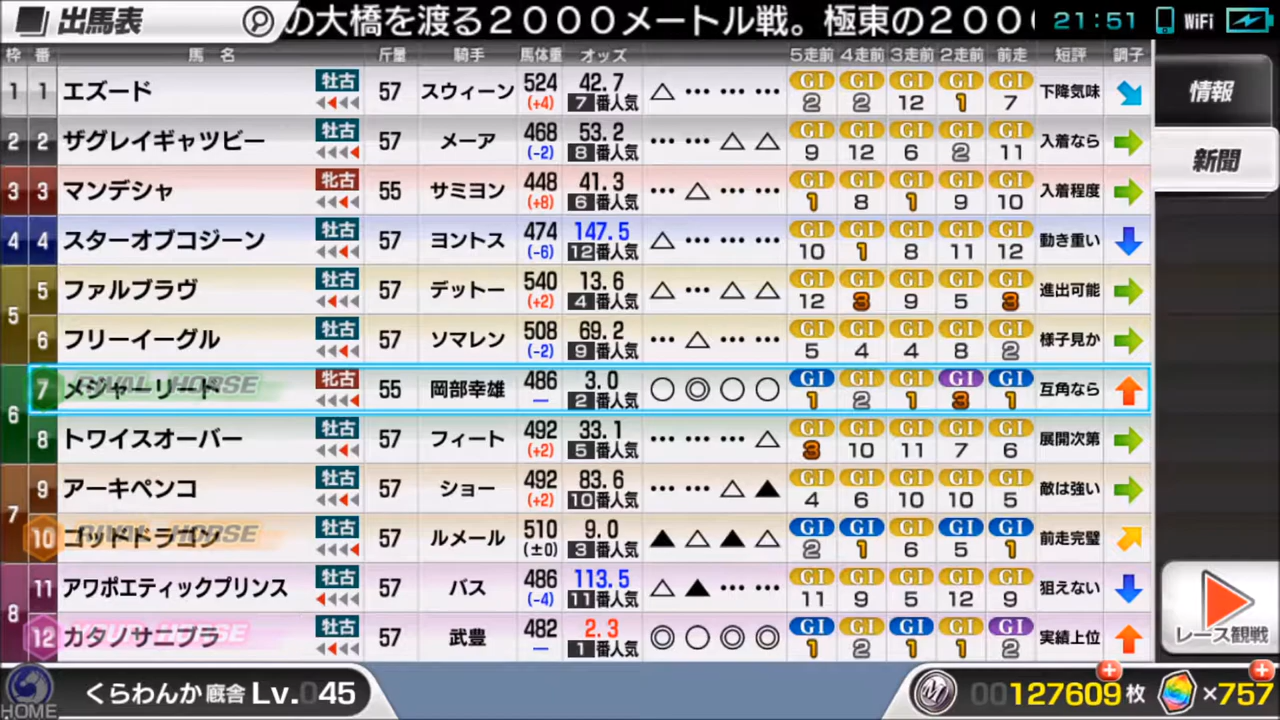 出馬表 の大橋を渡る2000メートル戦。極東の200 21:51 WiFi
枠 番 馬名 斤量 騎手 馬体重 オッズ 5走前 4走前 3走前 2走前 前走 短評 調子
1 1 エズード 牡古 57 スウィーン 524 (+4) 42.7 7番人気 △ … … … GI 2 GI 2 GI 12 GI 1 GI 7 下降気味
2 2 ザグレイギャツビー 牡古 57 メーア 468 (-2) 53.2 8番人気 … … △ △ GI 9 GI 12 GI 6 GI 2 GI 11 入着なら
3 3 マンデシャ 牝古 55 サミヨン 448 (+8) 41.3 6番人気 … △ … … GI 1 GI 8 GI 1 GI 9 GI 10 入着程度
4 4 スターオブコジーン 牡古 57 ヨントス 474 (-6) 147.5 12番人気 △ … … … GI 10 GI 1 GI 8 GI 11 GI 12 動き重い
5 5 ファルブラヴ 牡古 57 デットー 540 (+2) 13.6 4番人気 △ … △ △ GI 12 GI 3 GI 9 GI 5 GI 3 進出可能
6 フリーイーグル 牡古 57 ソマレン 508 (-2) 69.2 9番人気 … △ … … GI 5 GI 4 GI 4 GI 8 GI 2 様子見か
6 7 メジャーリード RIVAL HORSE 牝古 55 岡部幸雄 486 — 3.0 2番人気 ○ ◎ ○ ○ GI 1 GI 2 GI 1 GI 3 GI 1 互角なら
8 トワイスオーバー 牡古 57 フィート 492 (+2) 33.1 5番人気 … … … △ GI 3 GI 10 GI 11 GI 7 GI 6 展開次第
7 9 アーキペンコ 牡古 57 ショー 492 (+2) 83.6 10番人気 … … △ ▲ GI 4 GI 6 GI 10 GI 10 GI 5 敵は強い
10 ゴッドドラゴン RIVAL HORSE 牡古 57 ルメール 510 (±0) 9.0 3番人気 ▲ △ ▲ △ GI 2 GI 1 GI 6 GI 5 GI 1 前走完璧
8 11 アワポエティックプリンス 牡古 57 バス 486 (-4) 113.5 11番人気 △ ▲ … … GI 11 GI 9 GI 5 GI 12 GI 9 狙えない
12 カタノサニブラ YOUR HORSE 牡古 57 武豊 482 — 2.3 1番人気 ◎ ○ ◎ ◎ GI 1 GI 2 GI 1 GI 1 GI 2 実績上位
情報
新聞
レース観戦
HOME くらわんか厩舎 Lv.045 M 00127609枚 ×757